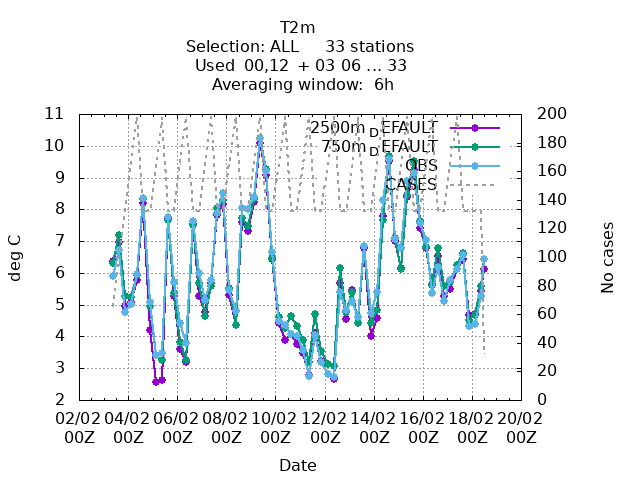 T2m
Selection: ALL 33 stations
Used 00,12 + 03 06 ... 33
Averaging window: 6h
2500m_DEFAULT
750m_DEFAULT
OBS
CASES
deg C
No cases
11
10
9
8
7
6
5
4
3
2
200
180
160
140
120
100
80
60
40
20
0
02/02 04/02 06/02 08/02 10/02 12/02 14/02 16/02 18/02 20/02
00Z 00Z 00Z 00Z 00Z 00Z 00Z 00Z 00Z 00Z
Date